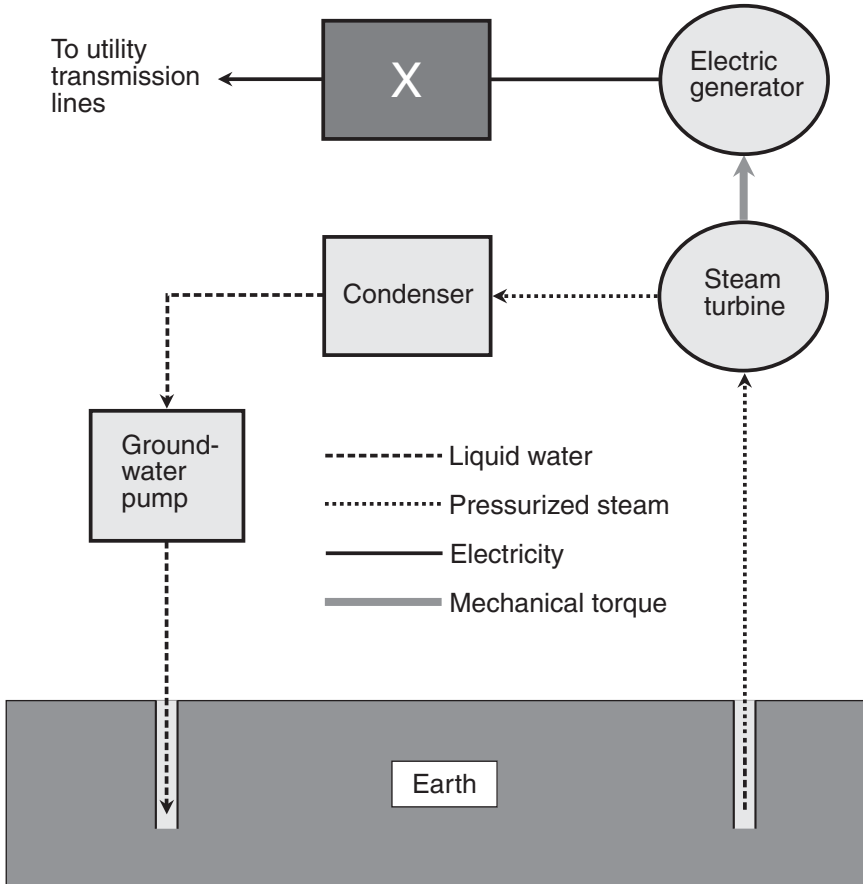 To utility
transmission
lines
X
Electric
generator
Condenser
Steam
turbine
Ground-
water
pump
Liquid water
Pressurized steam
Electricity
Mechanical torque
Earth